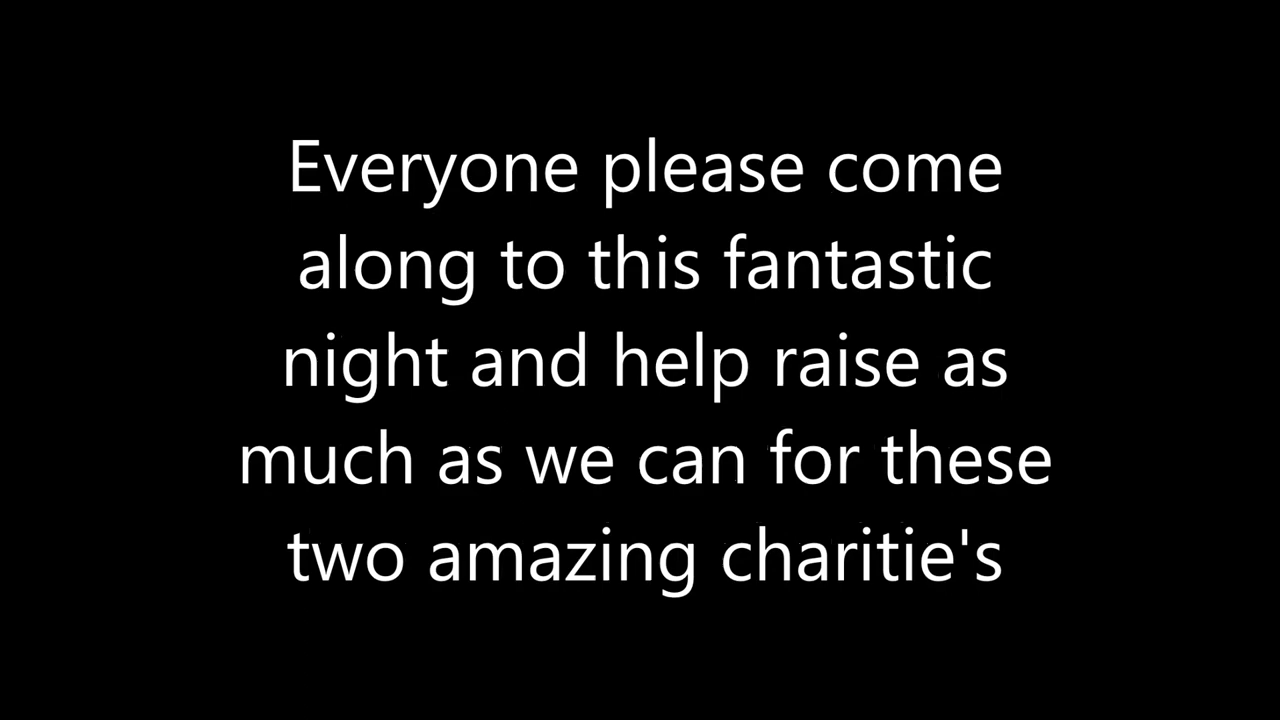 Everyone please come
along to this fantastic
night and help raise as
much as we can for these
two amazing charitie's